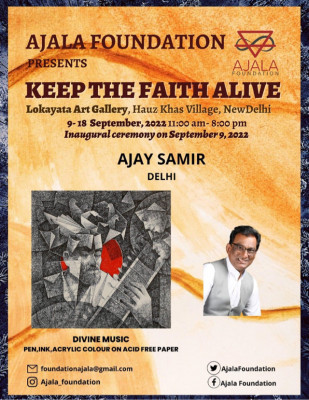 AJALA FOUNDATION
PRESENTS
AJALA
FOUNDATION
KEEP THE FAITH ALIVE
Lokayata Art Gallery, Hauz Khas Village, NewDelhi
9- 18 September, 2022 11:00 am- 8:00 pm
Inaugural ceremony on September 9, 2022
AJAY SAMIR
DELHI
DIVINE MUSIC
PEN,INK,ACRYLIC COLOUR ON ACID FREE PAPER
foundationajala@gmail.com
AjalaFoundation
Ajala_foundation
Ajala Foundation